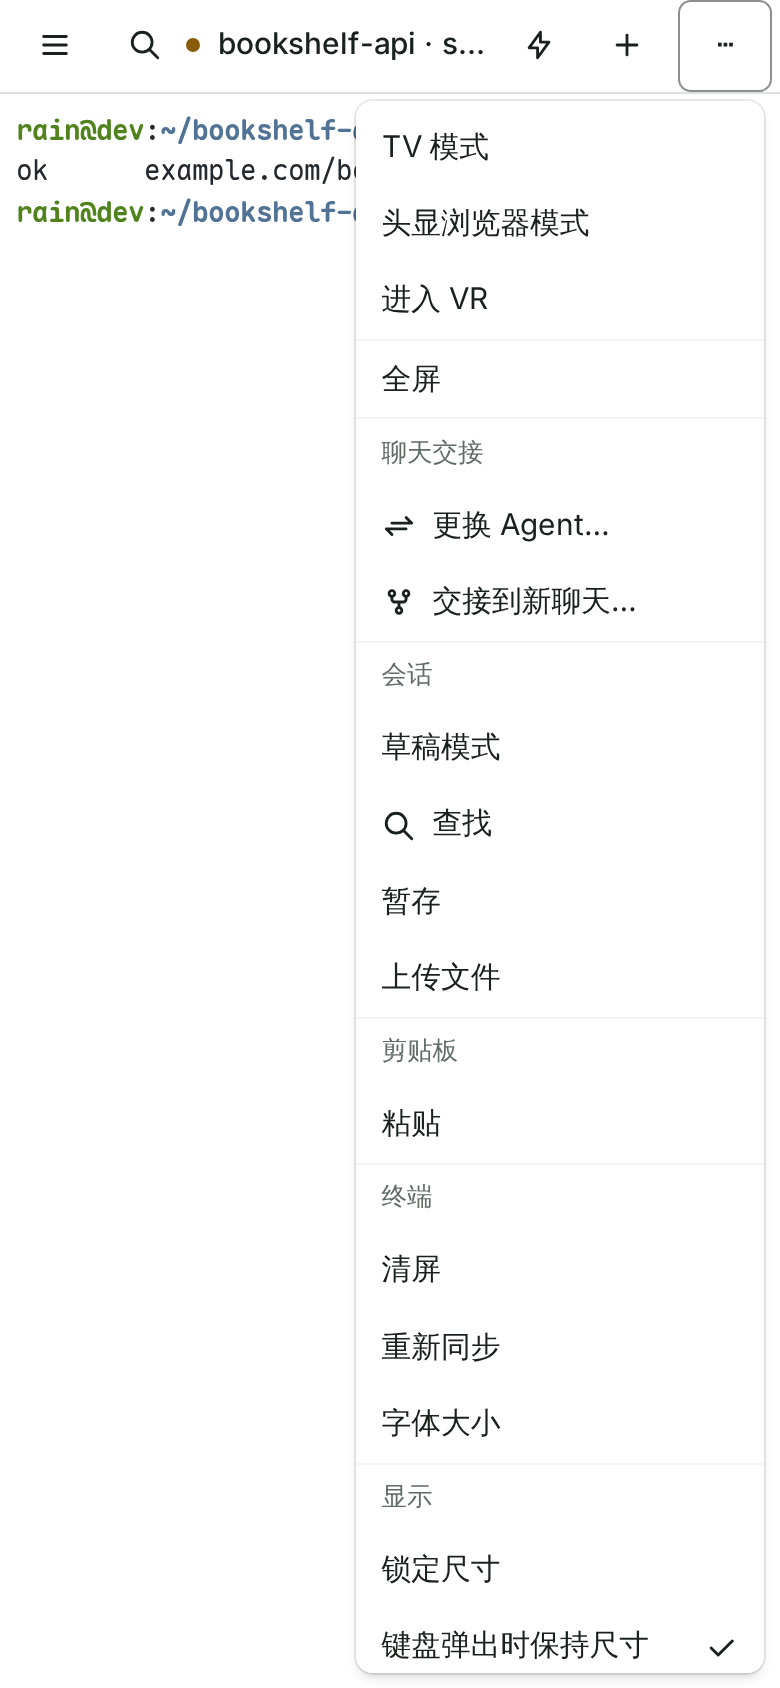 bookshelf-api · s...
rain@dev:~/bookshelf-
ok example.com/b
rain@dev:~/bookshelf-
TV 模式
头显浏览器模式
进入 VR
全屏
聊天交接
更换 Agent...
交接到新聊天...
会话
草稿模式
查找
暂存
上传文件
剪贴板
粘贴
终端
清屏
重新同步
字体大小
显示
锁定尺寸
键盘弹出时保持尺寸